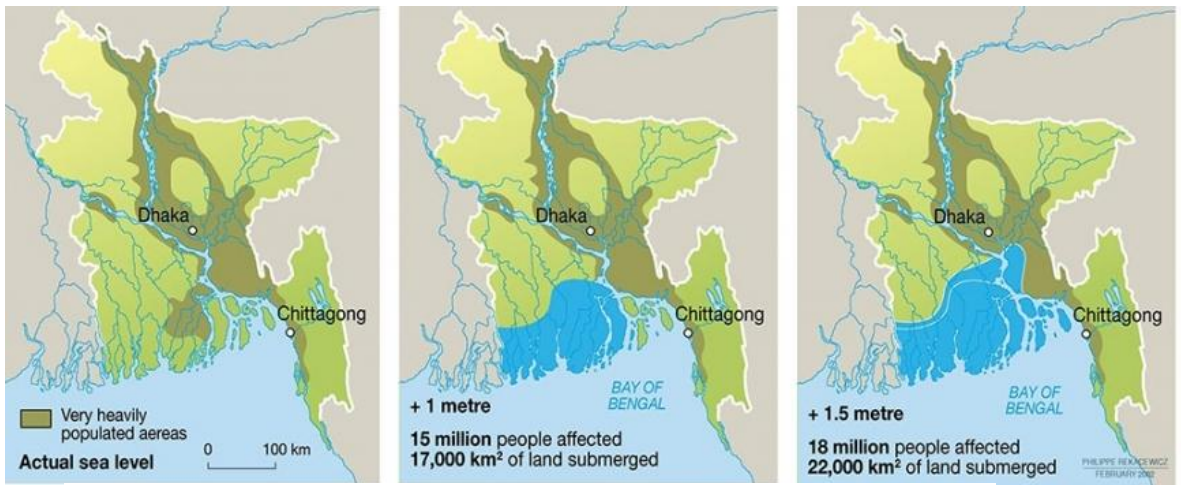 Dhaka
Chittagong
Very heavily
populated aereas
0 100 km
Actual sea level
Dhaka
Chittagong
BAY OF
BENGAL
+ 1 metre
15 million people affected
17,000 km² of land submerged
Dhaka
Chittagong
BAY OF
BENGAL
+ 1.5 metre
18 million people affected
22,000 km² of land submerged
PHILIPPE REKACEWICZ
FEBRUARY 2002